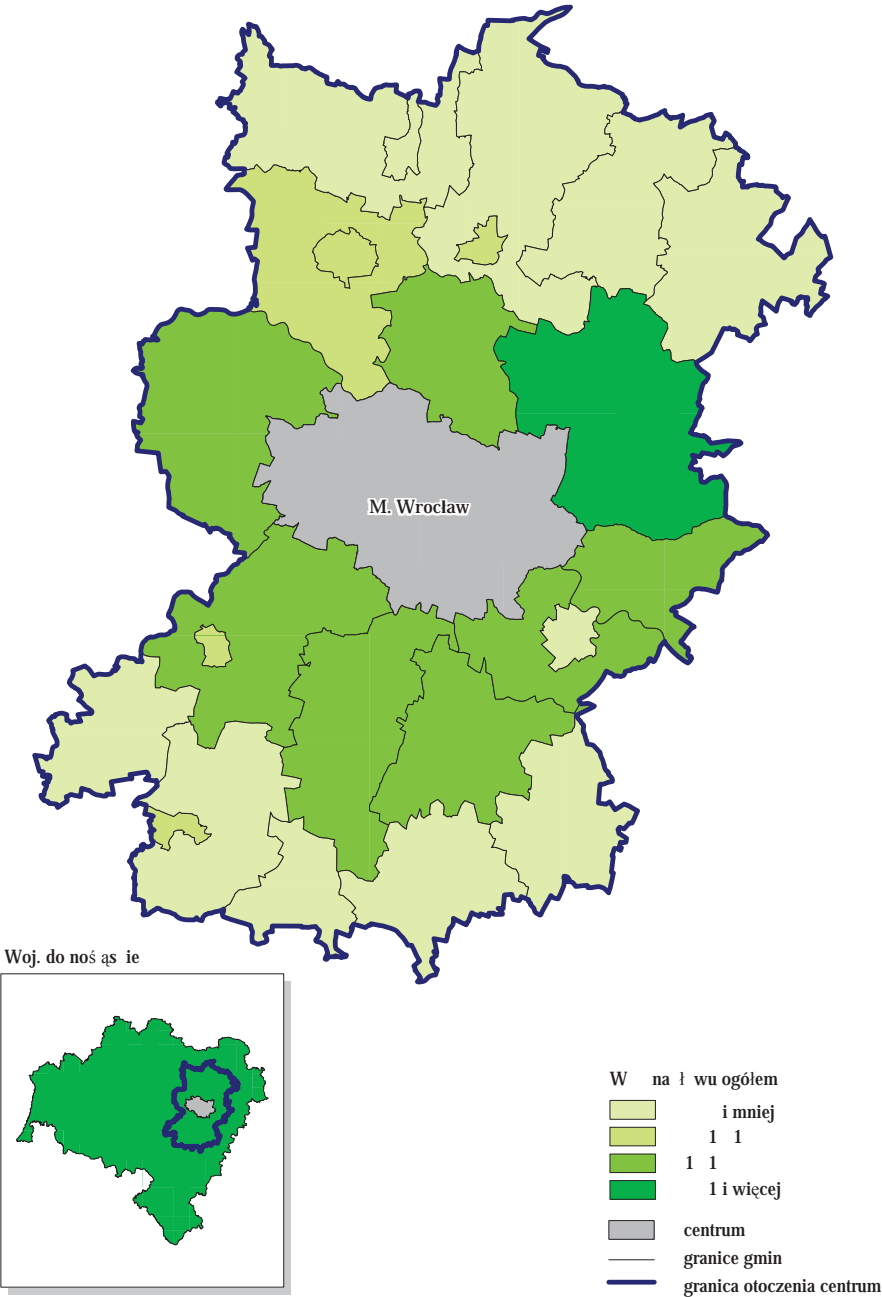 M. Wrocław
Woj. do noś ąs ie
W na ł wu ogółem
i mniej
1 1
1 1
1 i więcej
centrum
granice gmin
granica otoczenia centrum